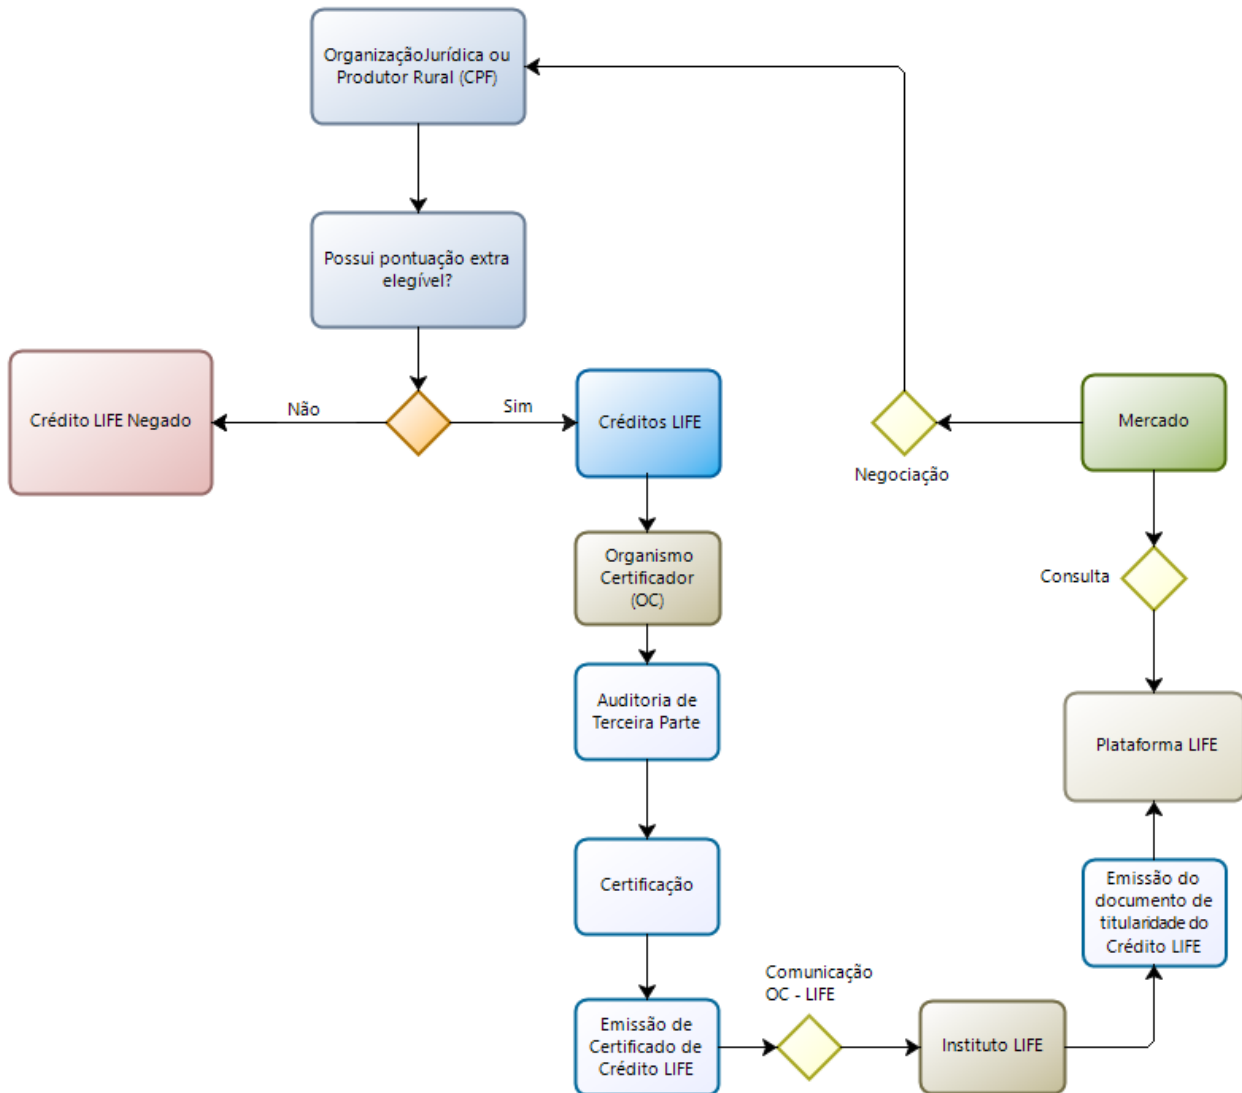 OrganizaçãoJurídica ou
Produtor Rural (CPF)
Possui pontuação extra
elegível?
Crédito LIFE Negado
Não
Sim
Créditos LIFE
Negociação
Mercado
Organismo
Certificador
(OC)
Consulta
Auditoria de
Terceira Parte
Plataforma LIFE
Certificação
Emissão do
documento de
titularidade do
Crédito LIFE
Comunicação
OC - LIFE
Emissão de
Certificado de
Crédito LIFE
Instituto LIFE